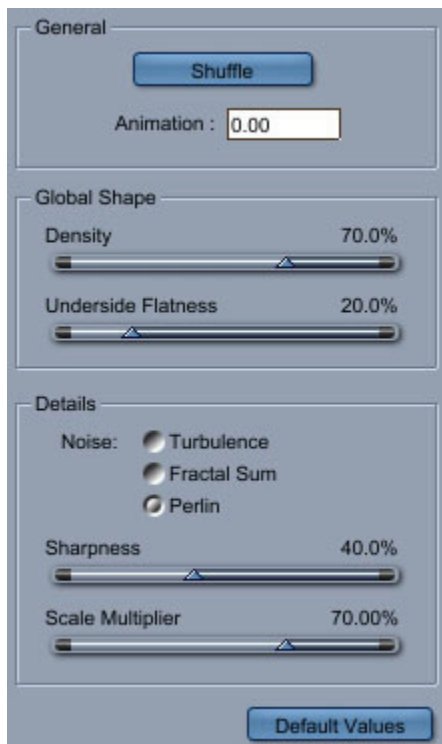 General
Shuffle
Animation : 0.00
Global Shape
Density 70.0%
Underside Flatness 20.0%
Details
Noise: Turbulence
Fractal Sum
Perlin
Sharpness 40.0%
Scale Multiplier 70.00%
Default Values